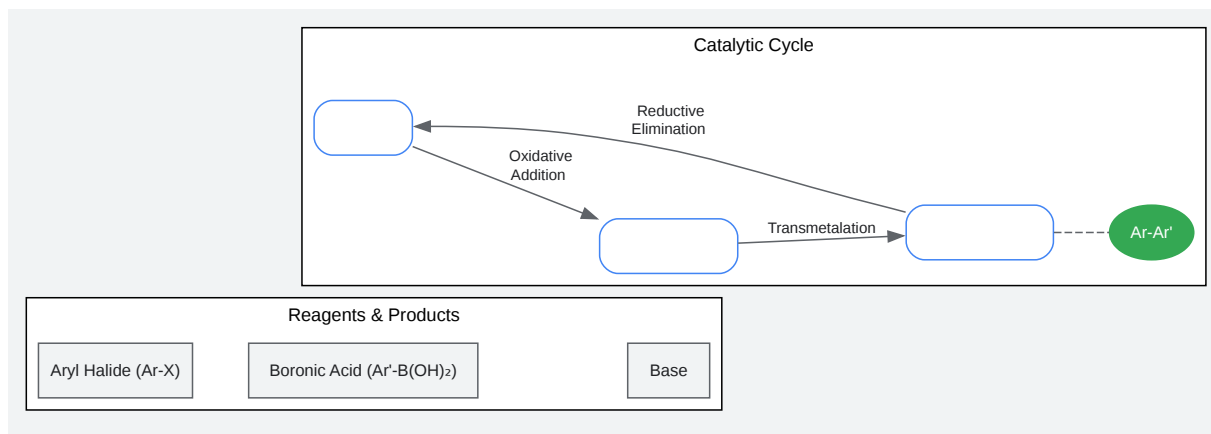 Catalytic Cycle
Reductive
Elimination
Oxidative
Addition
Transmetalation
Ar-Ar'
Reagents & Products
Aryl Halide (Ar-X)
Boronic Acid (Ar'-B(OH)₂)
Base